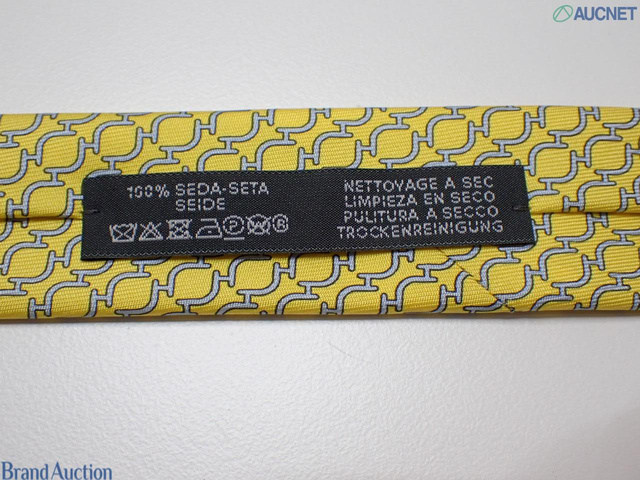 AUCNET
100% SEDA-SETA
SEIDE
NETTOYAGE A SEC
LIMPIEZA EN SECO
PULITURA A SECCO
TROCKENREINIGUNG
P W ®
Brand Auction